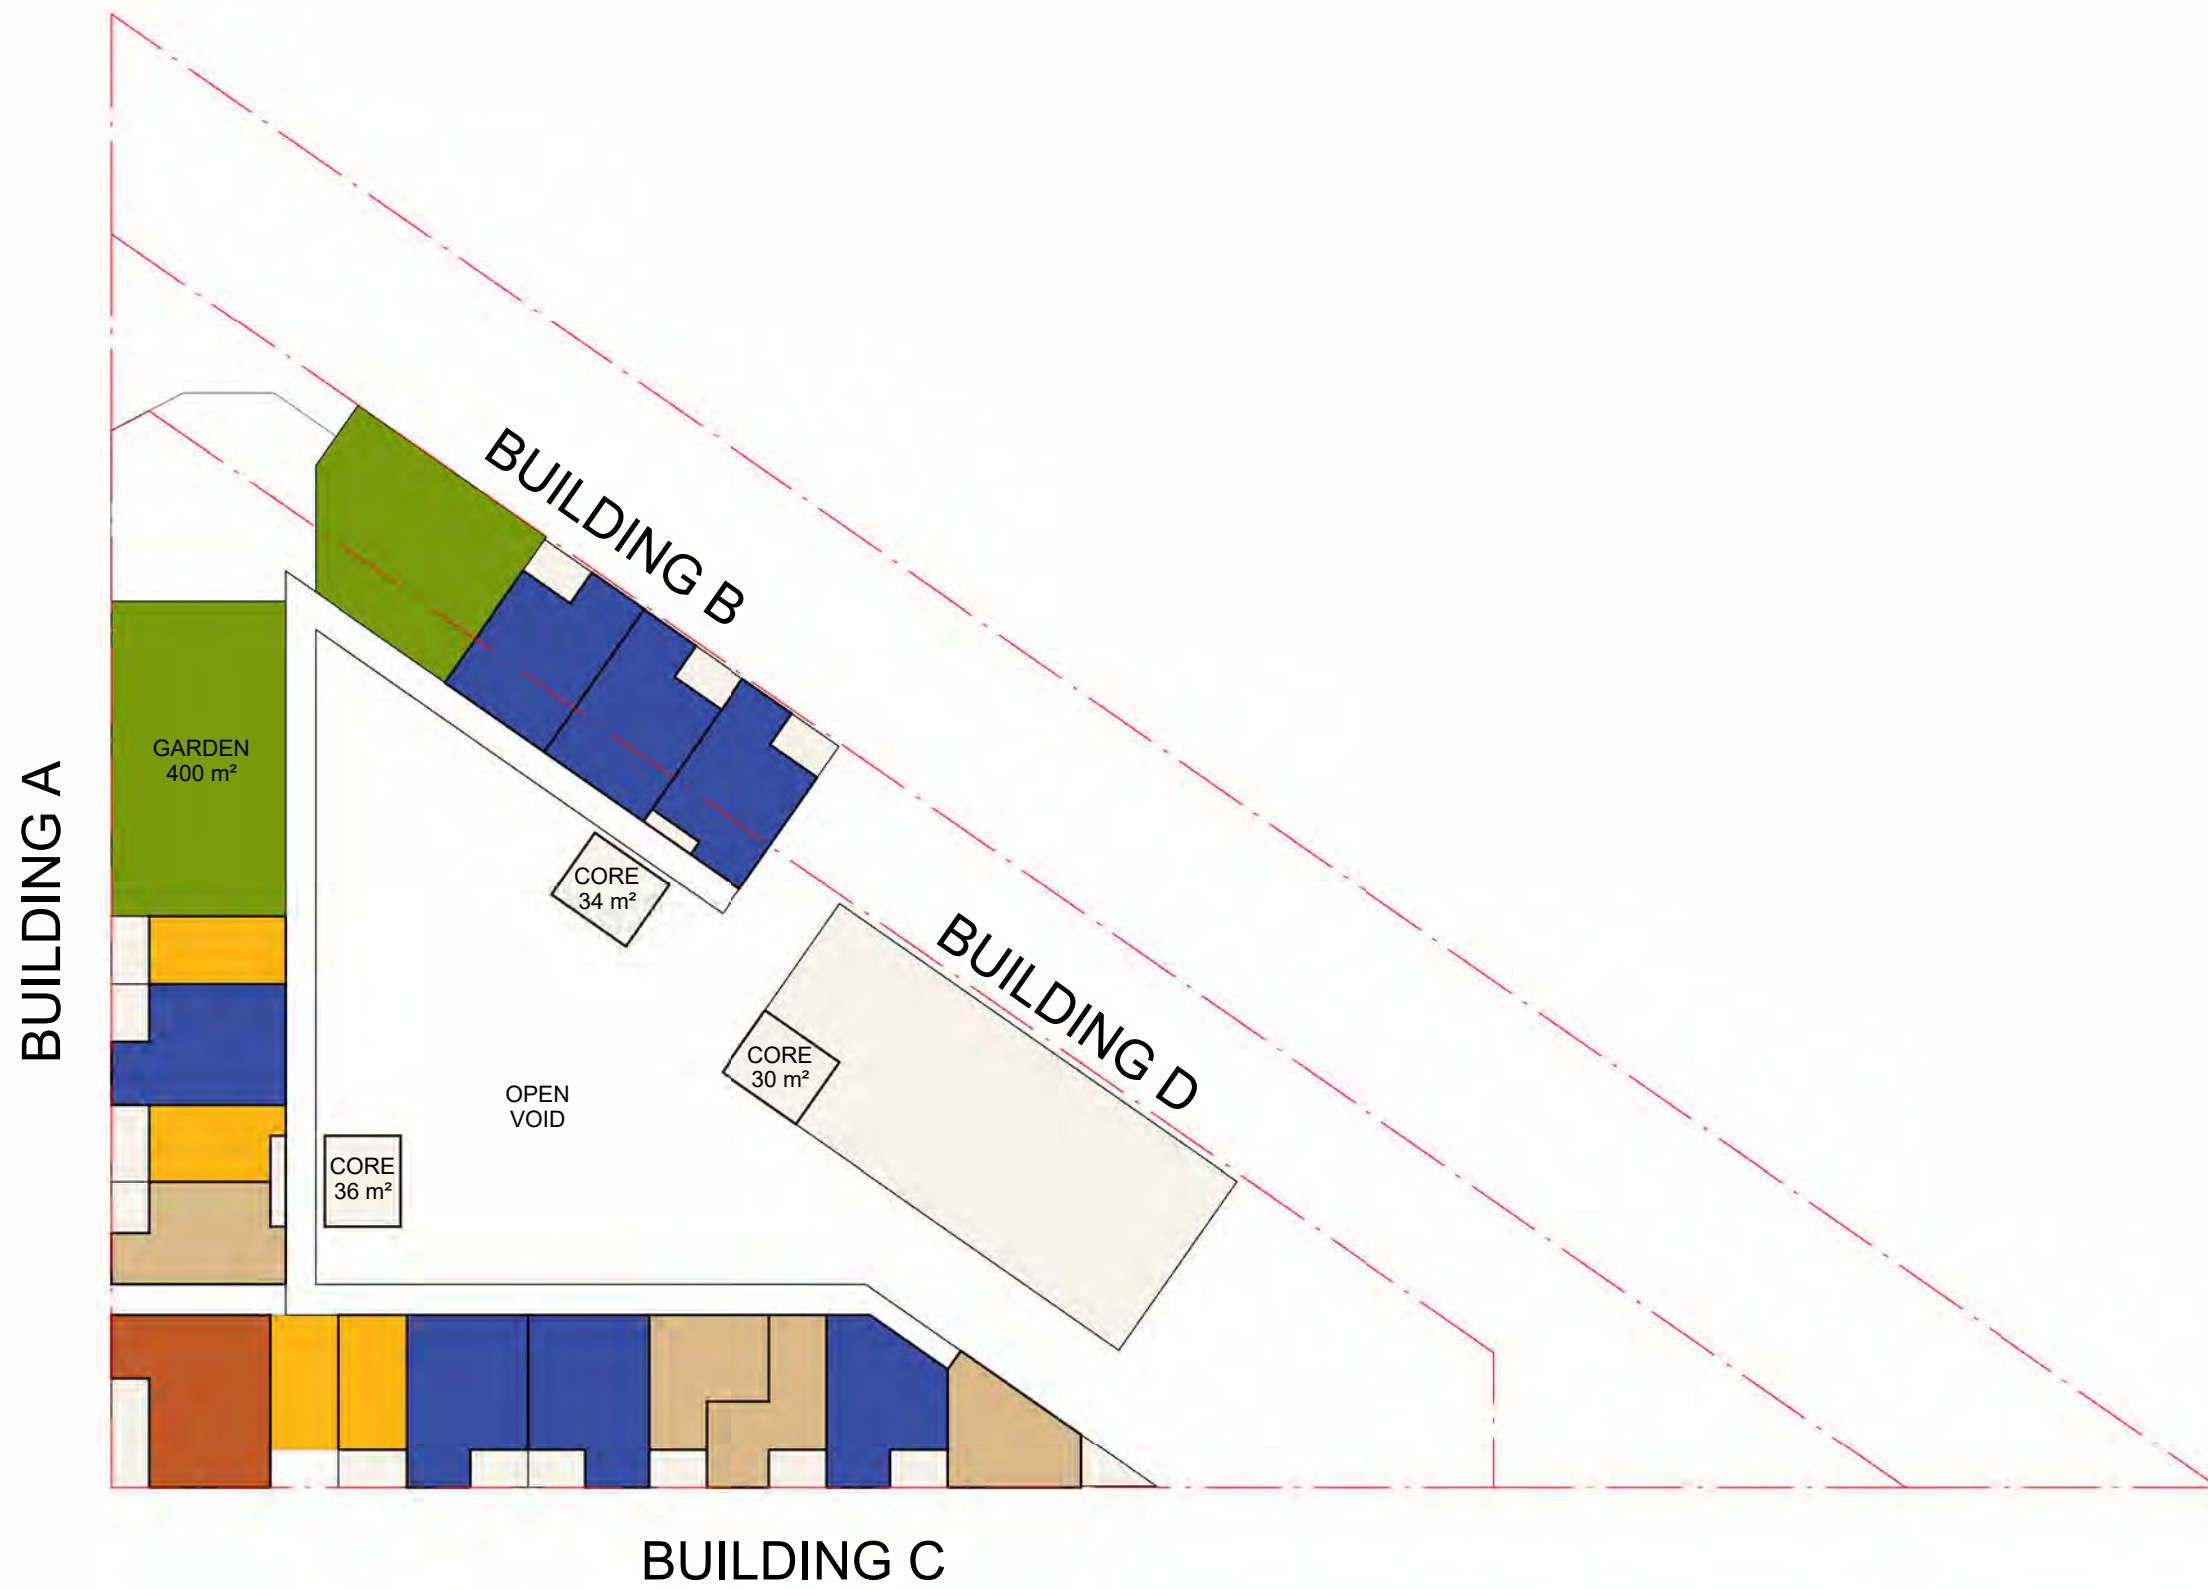 BUILDING B
GARDEN
400 m²
BUILDING A
CORE
34 m²
BUILDING D
CORE
30 m²
OPEN
VOID
CORE
36 m²
BUILDING C